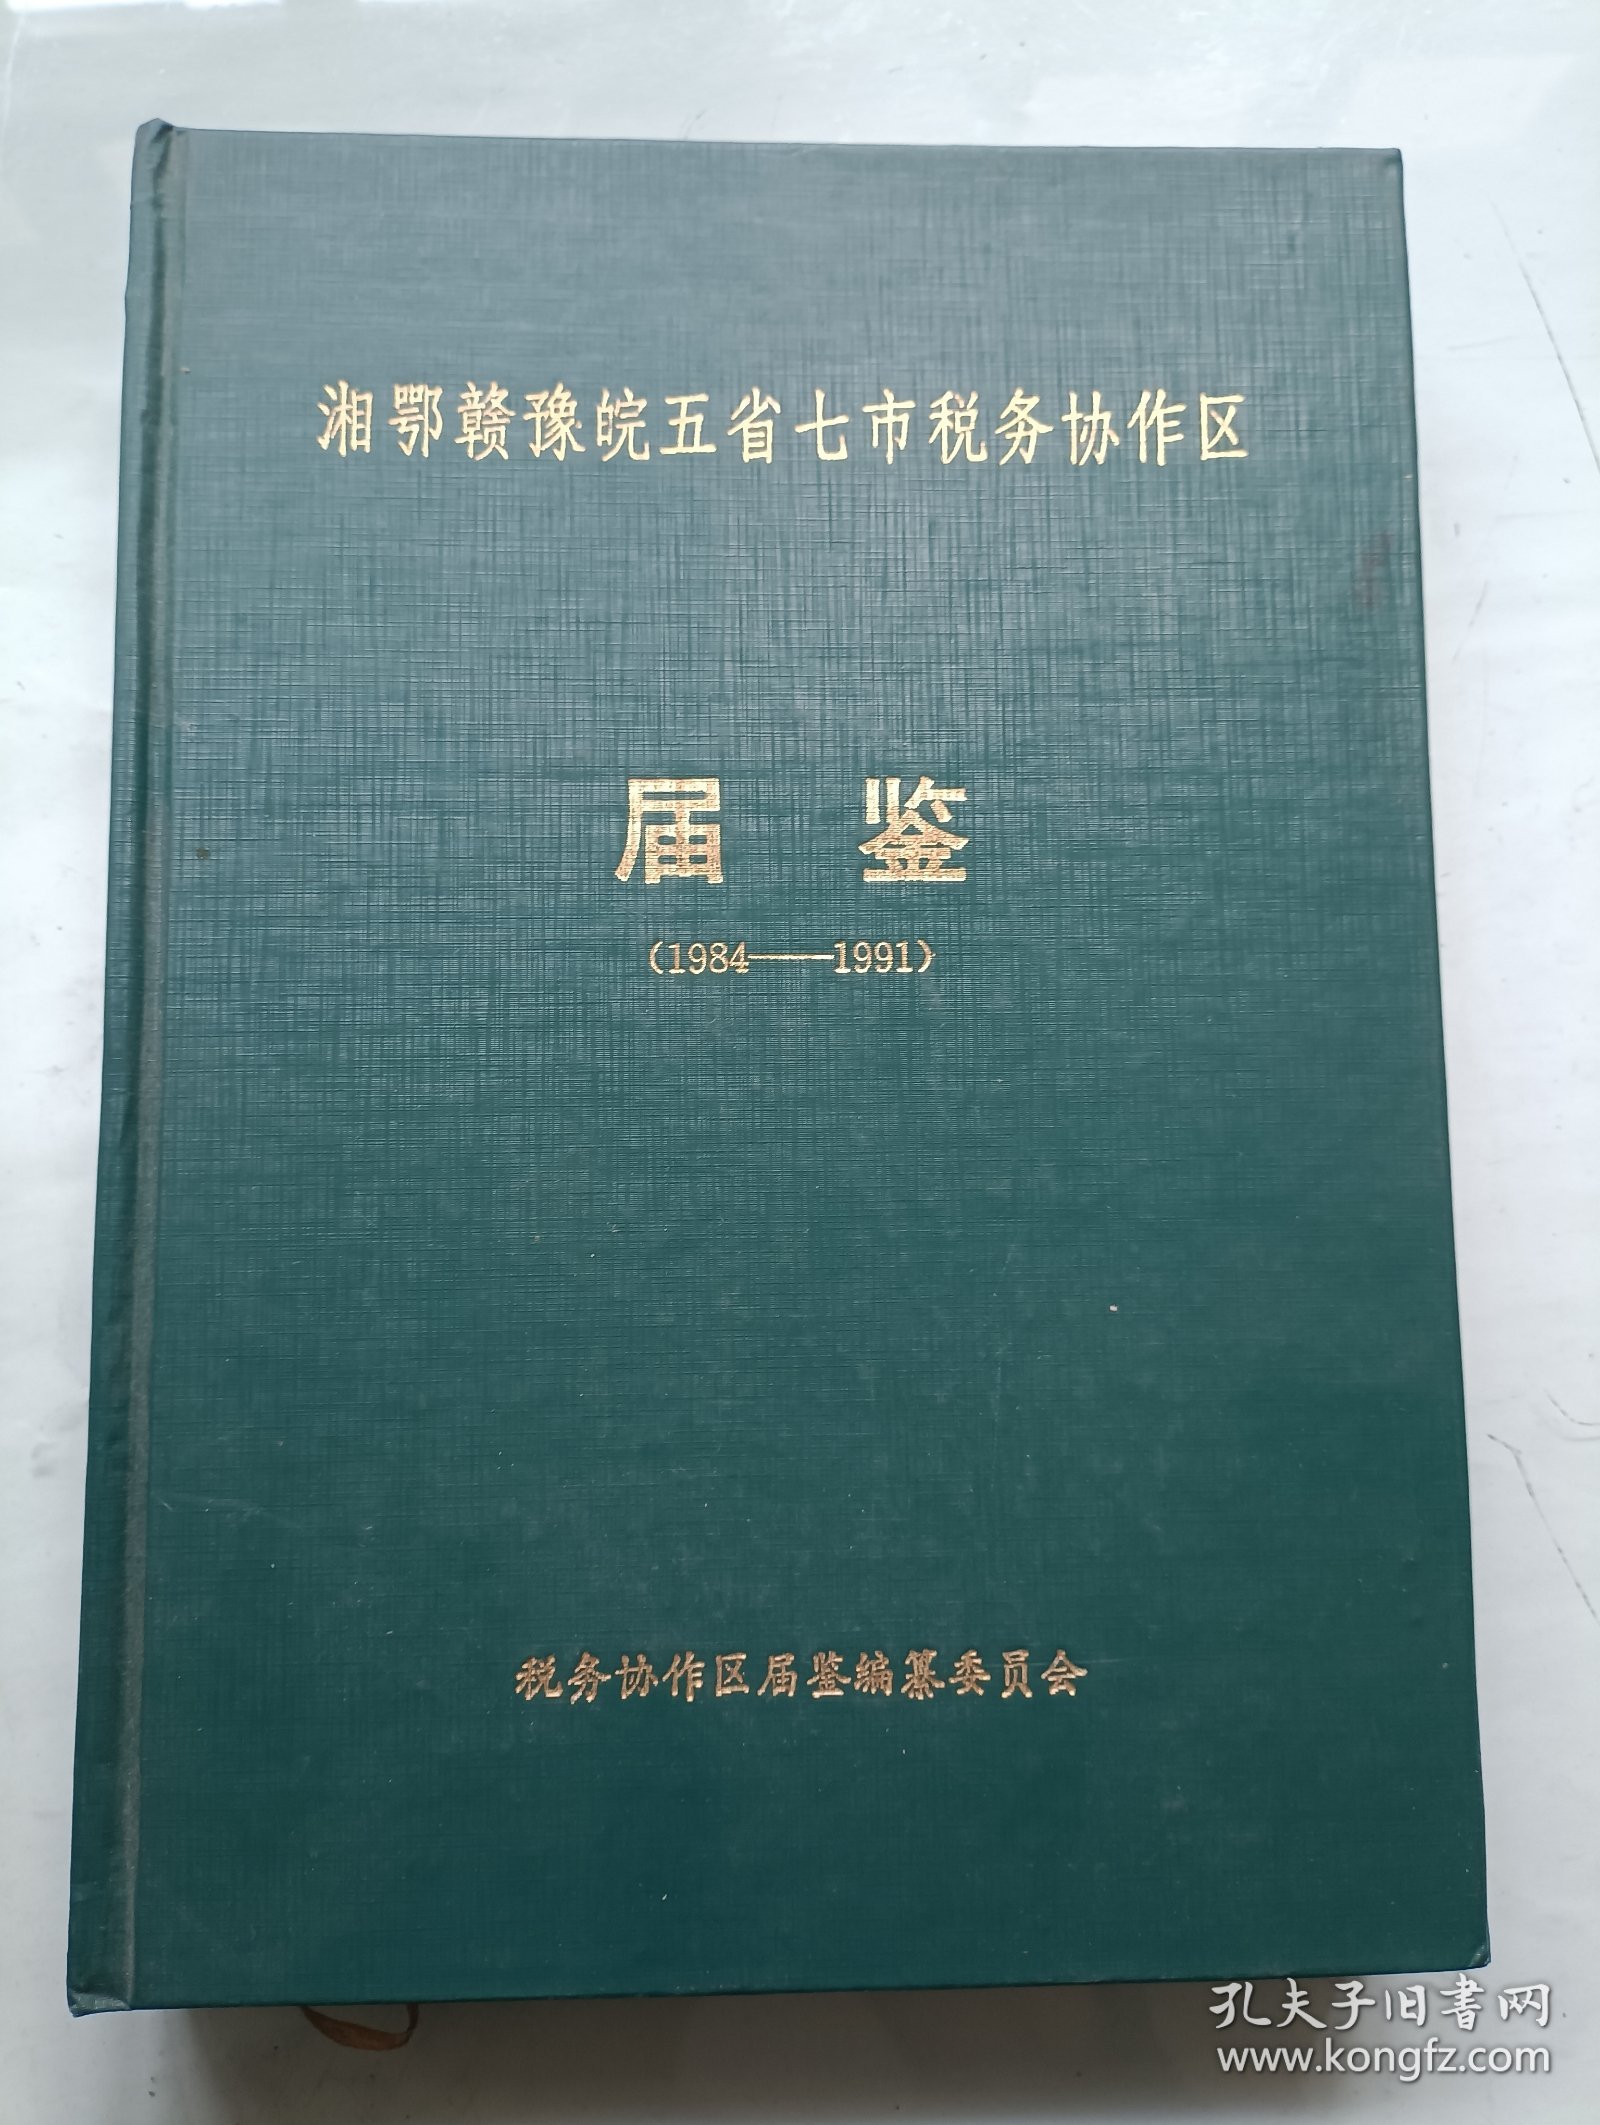 湘鄂赣豫皖五省七市税务协作区
届 鉴
(1984——1991)
税务协作区届鉴编纂委员会
孔夫子旧书网
www.kongfz.com